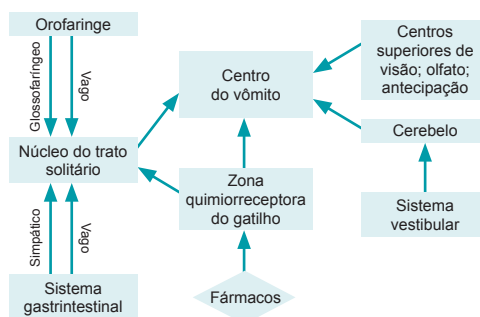 Orofaringe
Glossofaríngeo
Vago
Núcleo do trato
solitário
Simpático
Vago
Sistema
gastrintestinal
Centro
do vômito
Zona
quimiorreceptora
do gatilho
Fármacos
Centros
superiores de
visão; olfato;
antecipação
Cerebelo
Sistema
vestibular